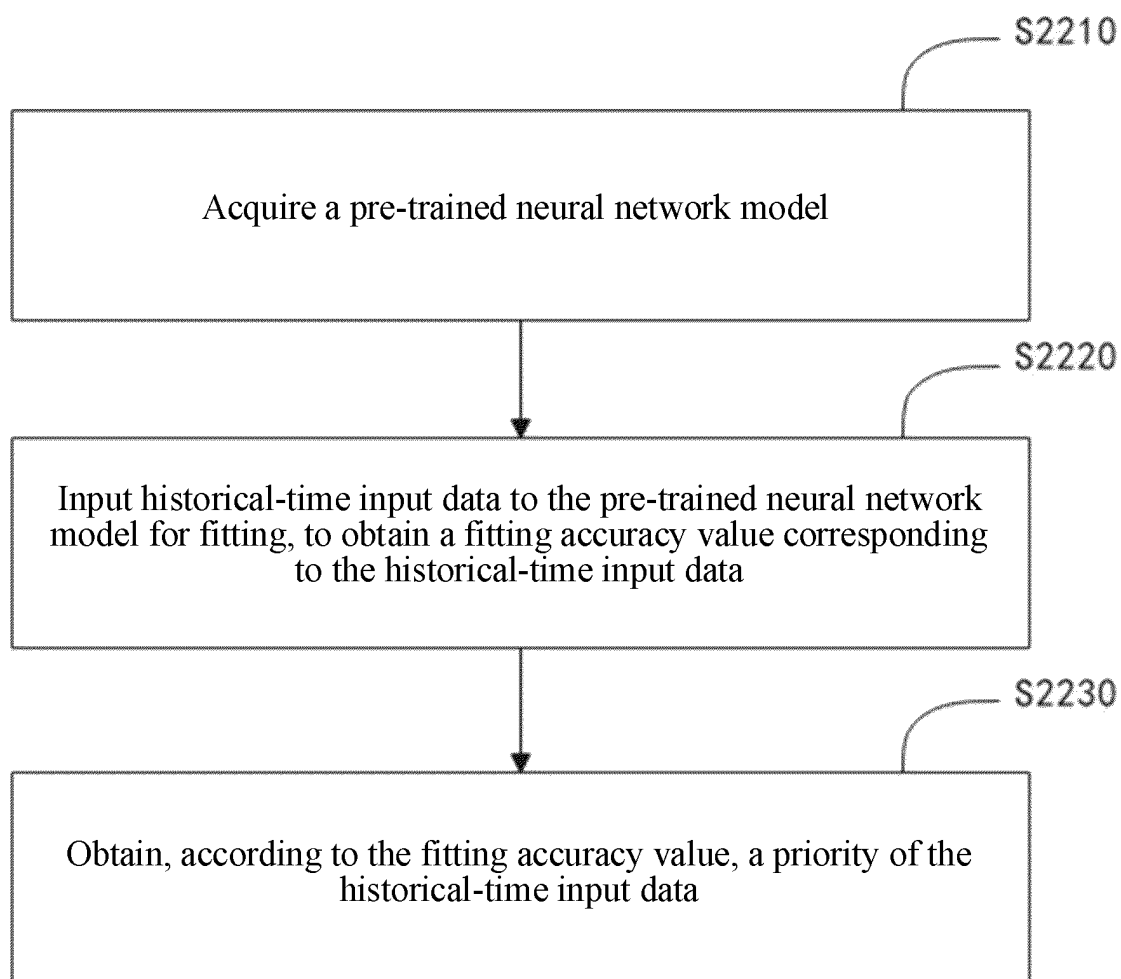 S2210
Acquire a pre-trained neural network model
S2220
Input historical-time input data to the pre-trained neural network
model for fitting, to obtain a fitting accuracy value corresponding
to the historical-time input data
S2230
Obtain, according to the fitting accuracy value, a priority of the
historical-time input data